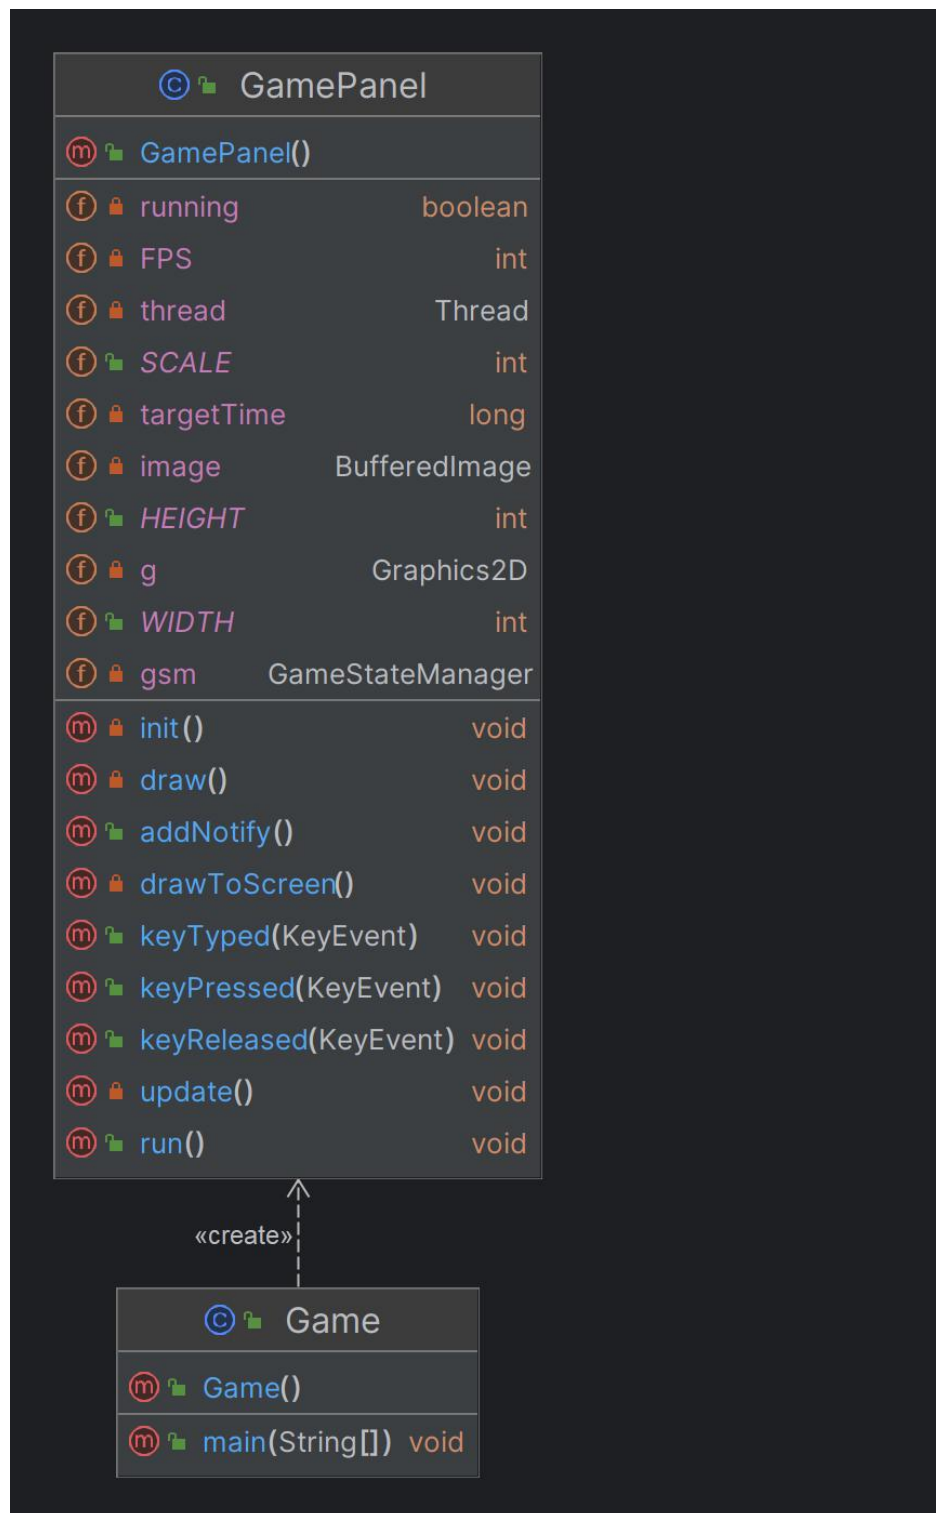 GamePanel
GamePanel()
running boolean
FPS int
thread Thread
SCALE int
targetTime long
image BufferedImage
HEIGHT int
g Graphics2D
WIDTH int
gsm GameStateManager
init() void
draw() void
addNotify() void
drawToScreen() void
keyTyped(KeyEvent) void
keyPressed(KeyEvent) void
keyReleased(KeyEvent) void
update() void
run() void
«create»
Game
Game()
main(String[]) void